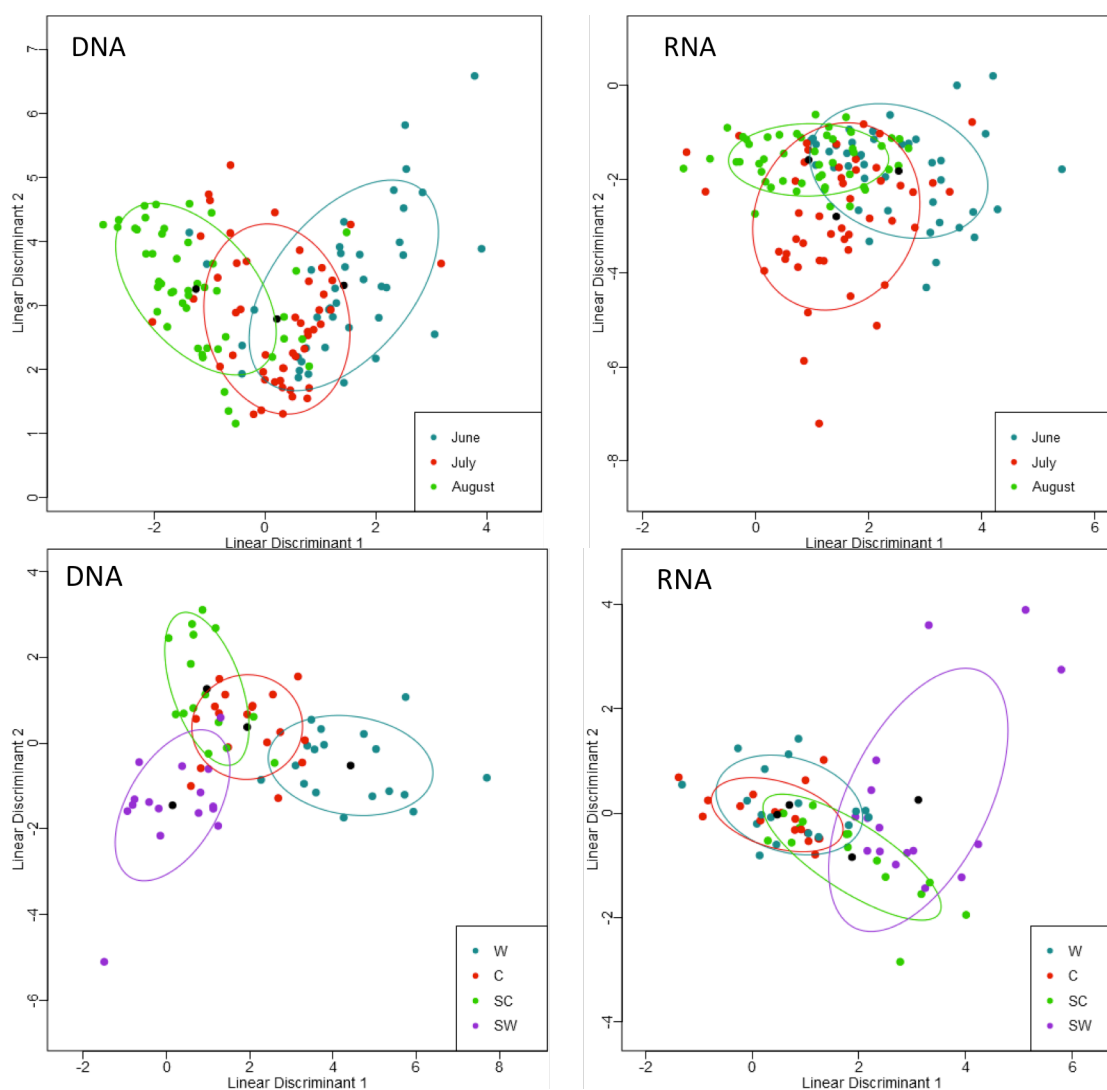 DNA
7
6
5
4
3
2
1
0
Linear Discriminant 2
June
July
August
-2 0 2 4
Linear Discriminant 1
RNA
0
-2
-4
-6
-8
Linear Discriminant 2
June
July
August
-2 0 2 4 6
Linear Discriminant 1
DNA
4
2
0
-2
-4
-6
Linear Discriminant 2
W
C
SC
SW
-2 0 2 4 6 8
Linear Discriminant 1
RNA
4
2
0
-2
-4
Linear Discriminant 2
W
C
SC
SW
-2 0 2 4 6
Linear Discriminant 1